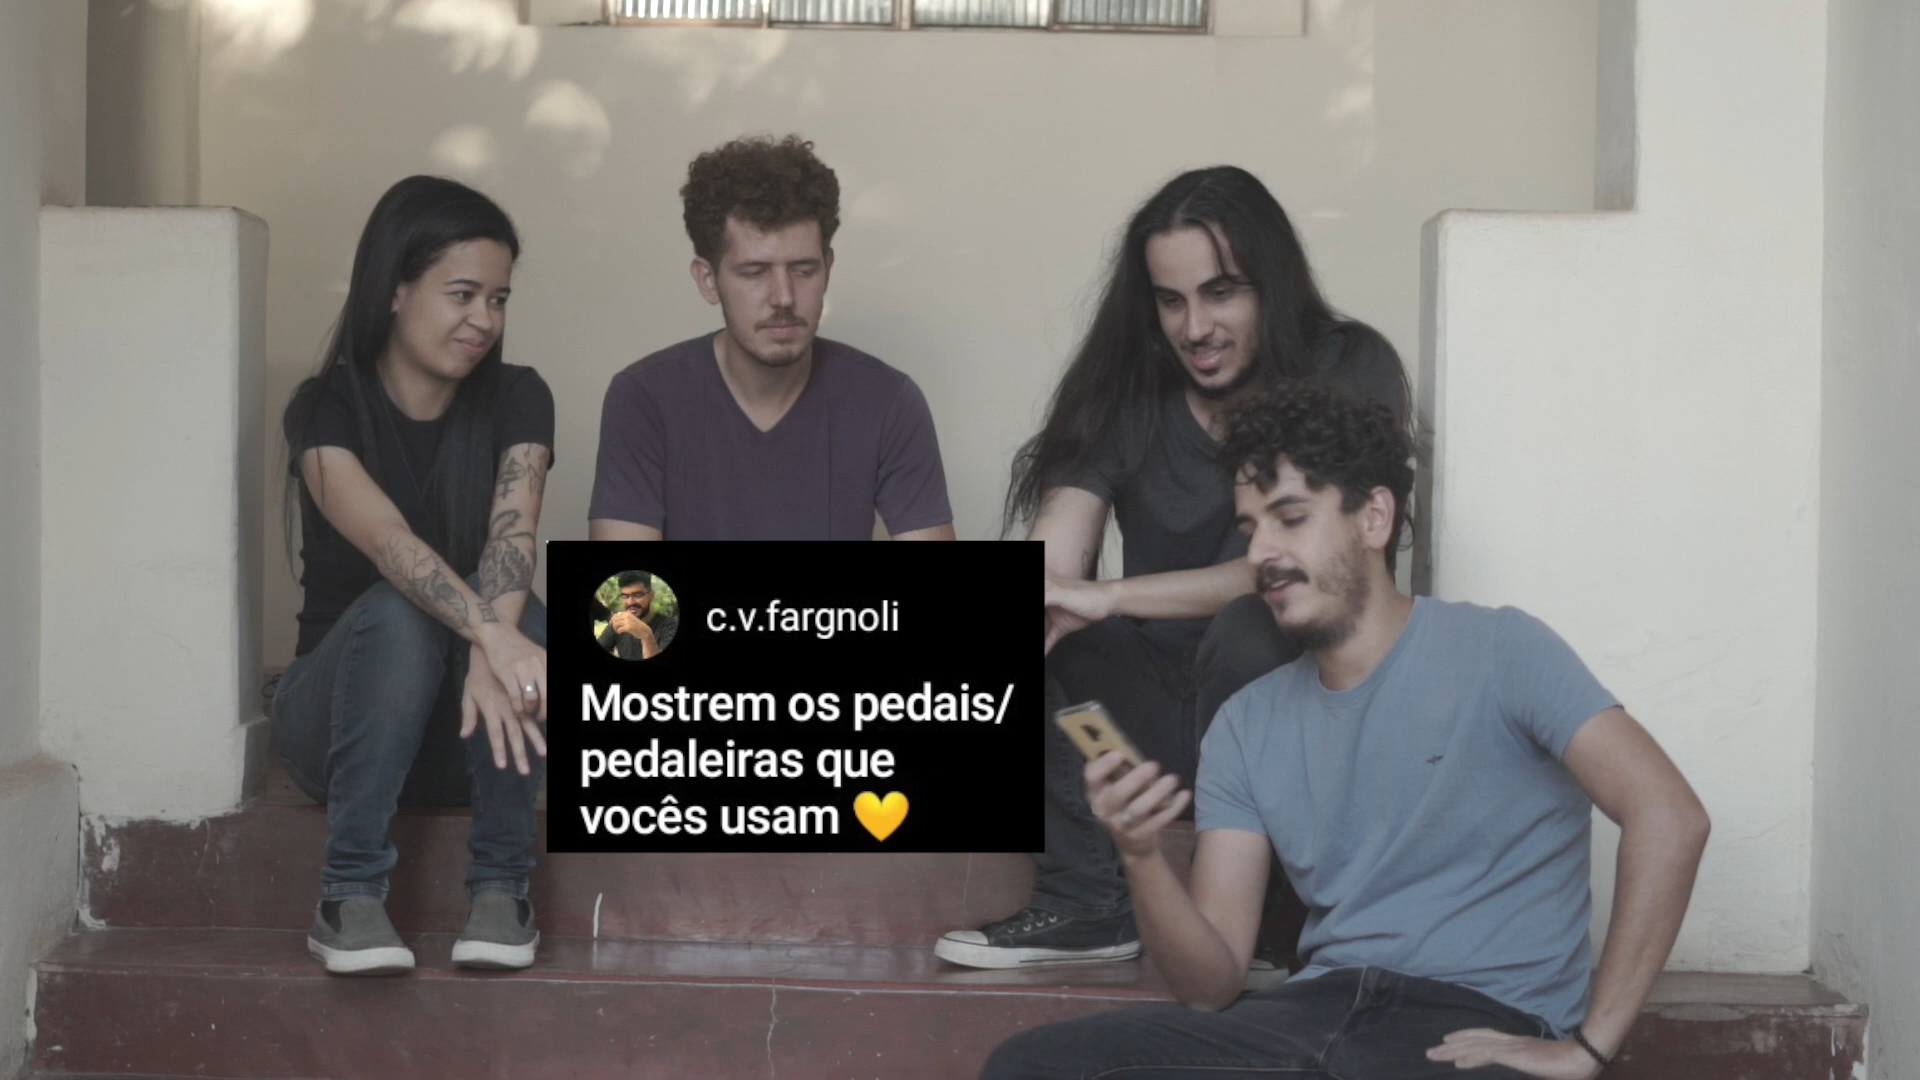 c.v.fargnoli
Mostrem os pedais/
pedaleiras que
vocês usam 💛